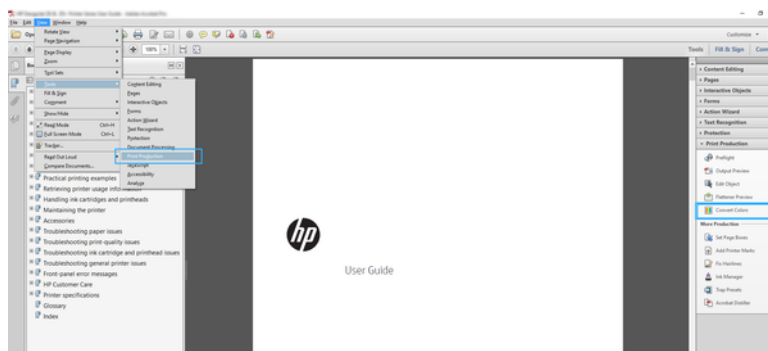 File Edit View Window Help
Customize
Rotate View
Page Navigation
Page Display
Zoom
Tool Sets
Tools
Fill & Sign
Comment
Show/Hide
Read Mode Ctrl+H
Full Screen Mode Ctrl+L
Tracker...
Read Out Loud
Compare Documents...
Content Editing
Pages
Interactive Objects
Forms
Action Wizard
Text Recognition
Protection
Document Processing
Print Production
JavaScript
Accessibility
Analyze
100%
Practical printing examples
Retrieving printer usage information
Handling ink cartridges and printheads
Maintaining the printer
Accessories
Troubleshooting paper issues
Troubleshooting print-quality issues
Troubleshooting ink cartridge and printhead issues
Troubleshooting general printer issues
Front-panel error messages
HP Customer Care
Printer specifications
Glossary
Index
hp
User Guide
Tools Fill & Sign
Content Editing
Pages
Interactive Objects
Forms
Action Wizard
Text Recognition
Protection
Print Production
Preflight
Output Preview
Edit Object
Flattener Preview
Convert Colors
More Production
Set Page Boxes
Add Printer Marks
Fix Hairlines
Ink Manager
Trap Presets
Acrobat Distiller